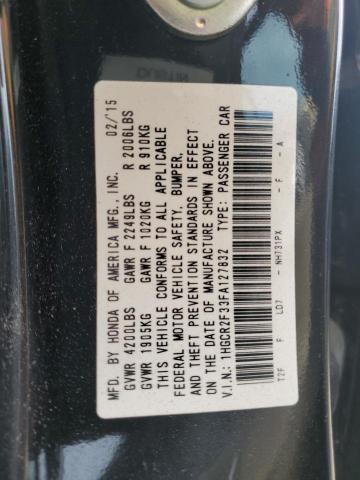 MFD. BY HONDA OF AMERICA MFG., INC. 02/'15
GVWR 4200LBS GAWR F 2249LBS R 2006LBS
GVWR 1905KG GAWR F 1020KG R 910KG
THIS VEHICLE CONFORMS TO ALL APPLICABLE
FEDERAL MOTOR VEHICLE SAFETY, BUMPER,
AND THEFT PREVENTION STANDARDS IN EFFECT
ON THE DATE OF MANUFACTURE SHOWN ABOVE.
V.I.N.: 1HGCR2F33FA127832 TYPE: PASSENGER CAR
T2F F LD7 - NH731PX - F - A